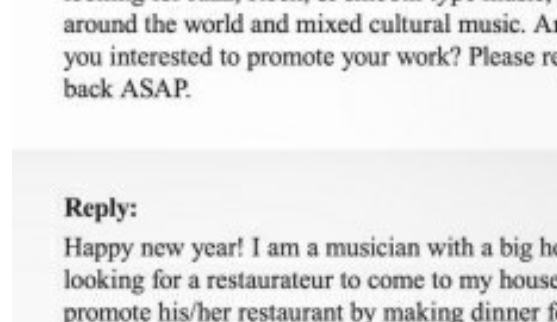 around the world and mixed cultural music.
you interested to promote your work? Please
back ASAP.
Reply:
Happy new year! I am a musician with a big
looking for a restaurateur to come to my house
promote his/her restaurant by making dinner